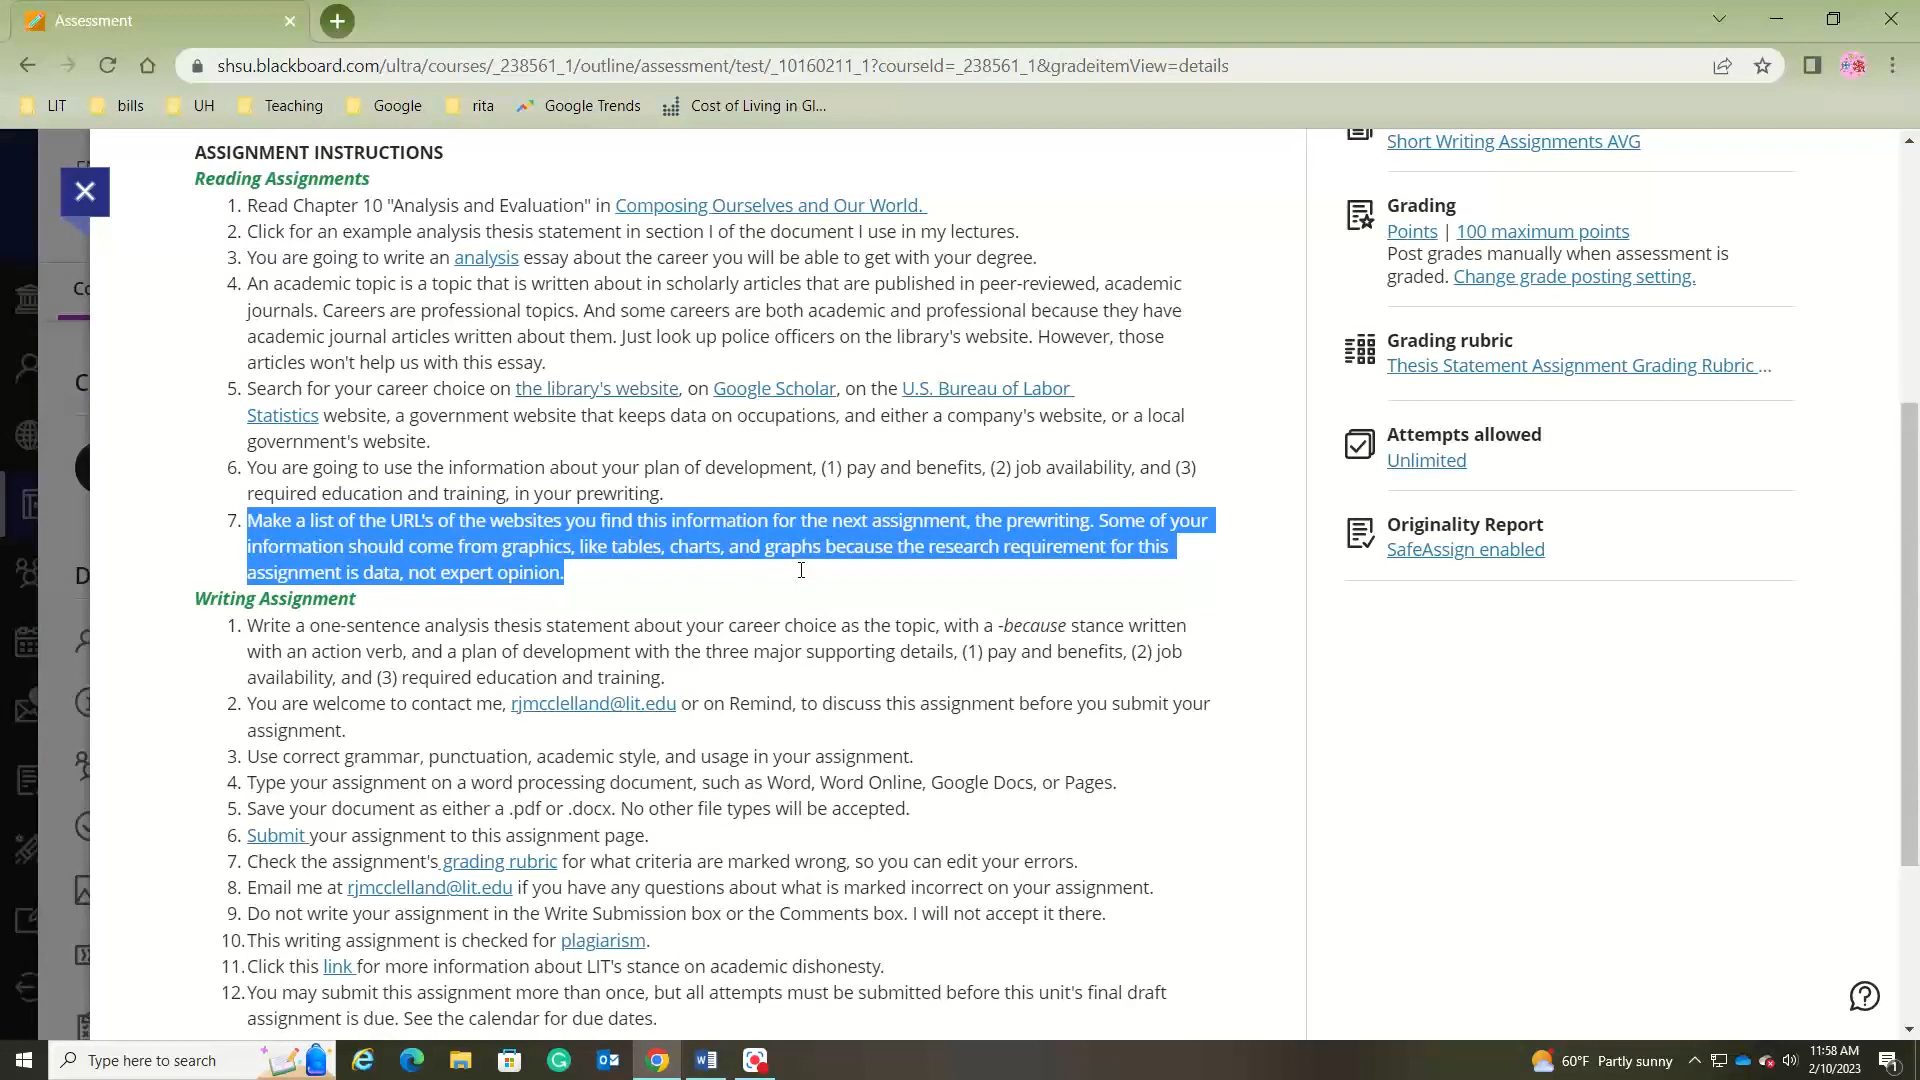 Assessment
shsu.blackboard.com/ultra/courses/_238561_1/outline/assessment/test/_10160211_1?courseId=_238561_1&gradeitemView=details
LIT bills UH Teaching Google rita Google Trends Cost of Living in Gl...
ASSIGNMENT INSTRUCTIONS
Reading Assignments
1. Read Chapter 10 "Analysis and Evaluation" in Composing Ourselves and Our World.
2. Click for an example analysis thesis statement in section I of the document I use in my lectures.
3. You are going to write an analysis essay about the career you will be able to get with your degree.
4. An academic topic is a topic that is written about in scholarly articles that are published in peer-reviewed, academic
journals. Careers are professional topics. And some careers are both academic and professional because they have
academic journal articles written about them. Just look up police officers on the library's website. However, those
articles won't help us with this essay.
5. Search for your career choice on the library's website, on Google Scholar, on the U.S. Bureau of Labor
Statistics website, a government website that keeps data on occupations, and either a company's website, or a local
government's website.
6. You are going to use the information about your plan of development, (1) pay and benefits, (2) job availability, and (3)
required education and training, in your prewriting.
7. Make a list of the URL's of the websites you find this information for the next assignment, the prewriting. Some of your
information should come from graphics, like tables, charts, and graphs because the research requirement for this
assignment is data, not expert opinion.
Writing Assignment
1. Write a one-sentence analysis thesis statement about your career choice as the topic, with a -because stance written
with an action verb, and a plan of development with the three major supporting details, (1) pay and benefits, (2) job
availability, and (3) required education and training.
2. You are welcome to contact me, rjmcclelland@lit.edu or on Remind, to discuss this assignment before you submit your
assignment.
3. Use correct grammar, punctuation, academic style, and usage in your assignment.
4. Type your assignment on a word processing document, such as Word, Word Online, Google Docs, or Pages.
5. Save your document as either a .pdf or .docx. No other file types will be accepted.
6. Submit your assignment to this assignment page.
7. Check the assignment's grading rubric for what criteria are marked wrong, so you can edit your errors.
8. Email me at rjmcclelland@lit.edu if you have any questions about what is marked incorrect on your assignment.
9. Do not write your assignment in the Write Submission box or the Comments box. I will not accept it there.
10. This writing assignment is checked for plagiarism.
11. Click this link for more information about LIT's stance on academic dishonesty.
12. You may submit this assignment more than once, but all attempts must be submitted before this unit's final draft
assignment is due. See the calendar for due dates.
Short Writing Assignments AVG
Grading
Points | 100 maximum points
Post grades manually when assessment is
graded. Change grade posting setting.
Grading rubric
Thesis Statement Assignment Grading Rubric ...
Attempts allowed
Unlimited
Originality Report
SafeAssign enabled
Type here to search
60°F Partly sunny
11:58 AM
2/10/2023
1